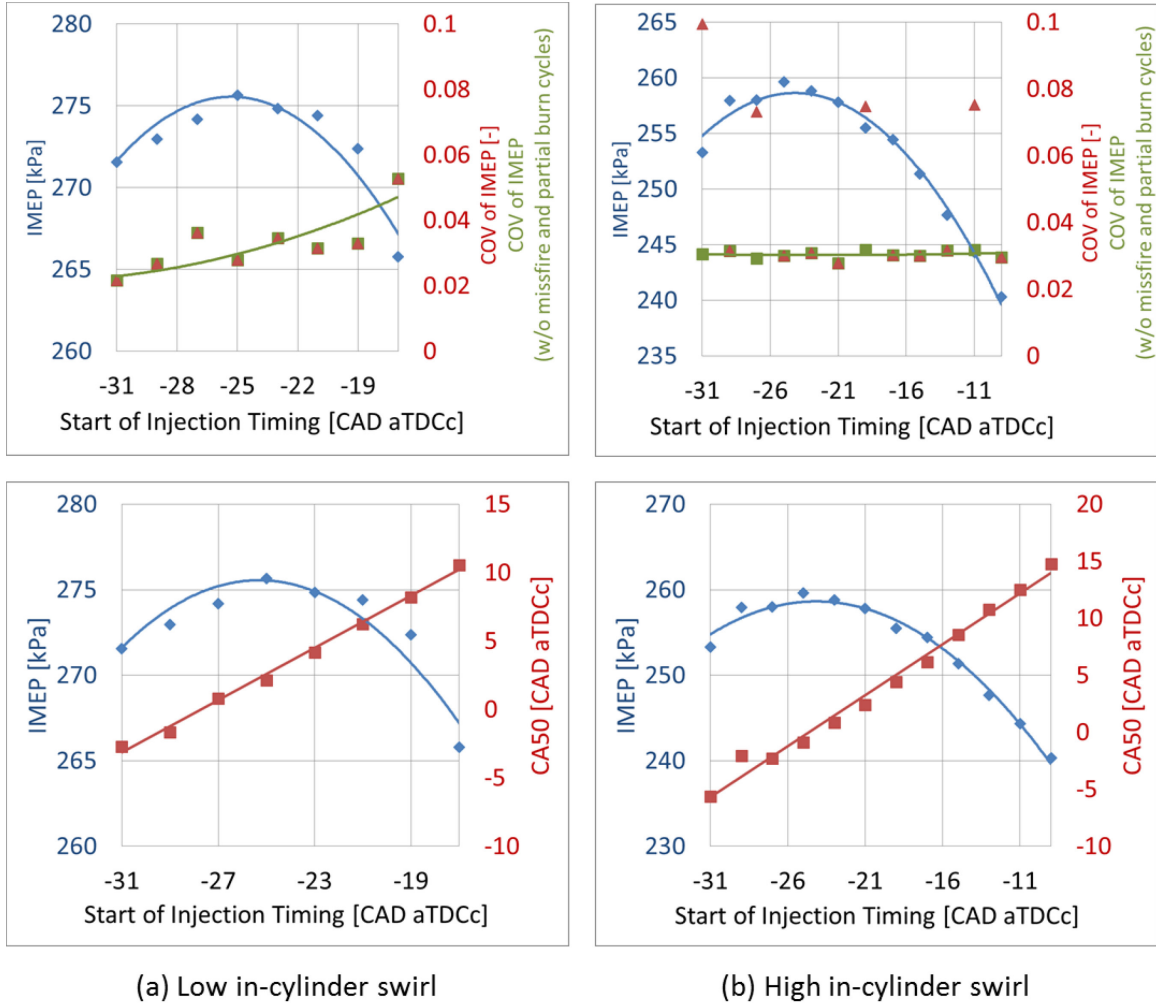 280
275
270
265
260
IMEP [kPa]
0.1
0.08
0.06
0.04
0.02
0
COV of IMEP [-]
COV of IMEP
(w/o missfire and partial burn cycles)
-31 -28 -25 -22 -19
Start of Injection Timing [CAD aTDCc]
265
260
255
250
245
240
235
IMEP [kPa]
0.1
0.08
0.06
0.04
0.02
0
COV of IMEP [-]
COV of IMEP
(w/o missfire and partial burn cycles)
-31 -26 -21 -16 -11
Start of Injection Timing [CAD aTDCc]
280
275
270
265
260
IMEP [kPa]
15
10
5
0
-5
-10
CA50 [CAD aTDCc]
-31 -27 -23 -19
Start of Injection Timing [CAD aTDCc]
270
260
250
240
230
IMEP [kPa]
20
15
10
5
0
-5
-10
CA50 [CAD aTDCc]
-31 -26 -21 -16 -11
Start of Injection Timing [CAD aTDCc]
(a) Low in-cylinder swirl
(b) High in-cylinder swirl